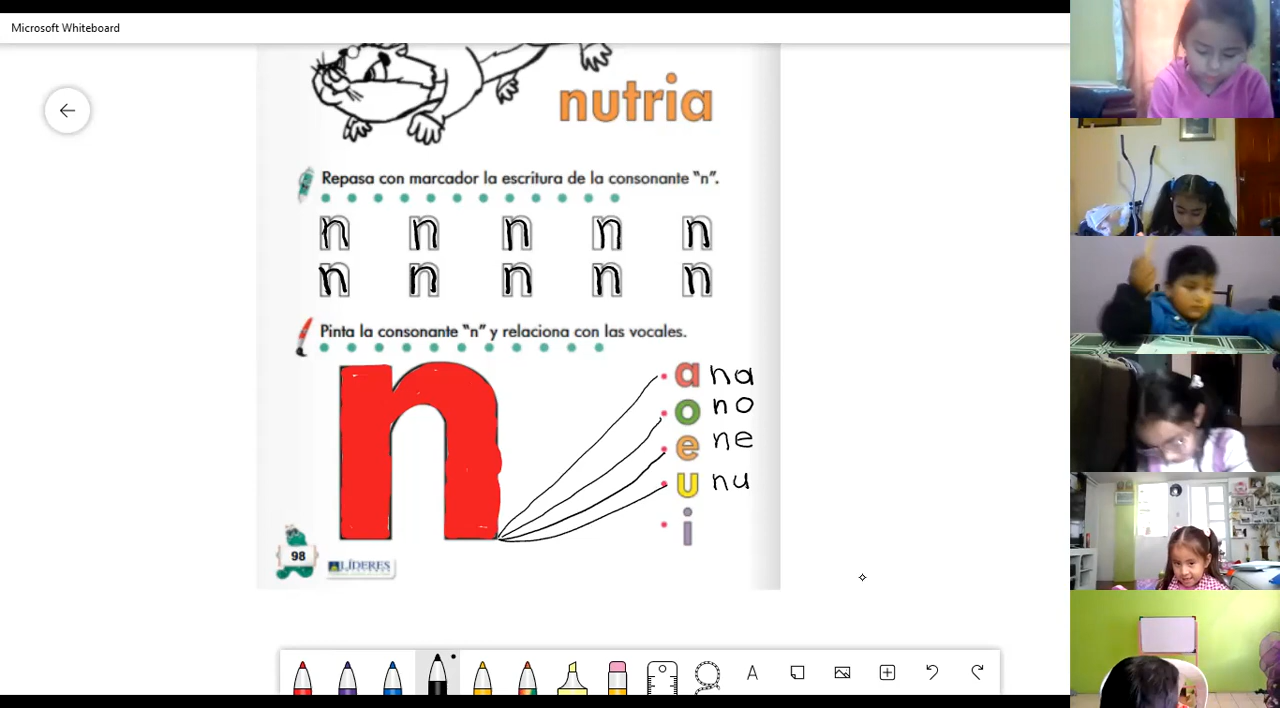 Microsoft Whiteboard
nutria
Repasa con marcador la escritura de la consonante "n".
n n n n n
n n n n n
Pinta la consonante "n" y relaciona con las vocales.
n
a na
o no
e ne
u nu
i
98
LÍDERES
A